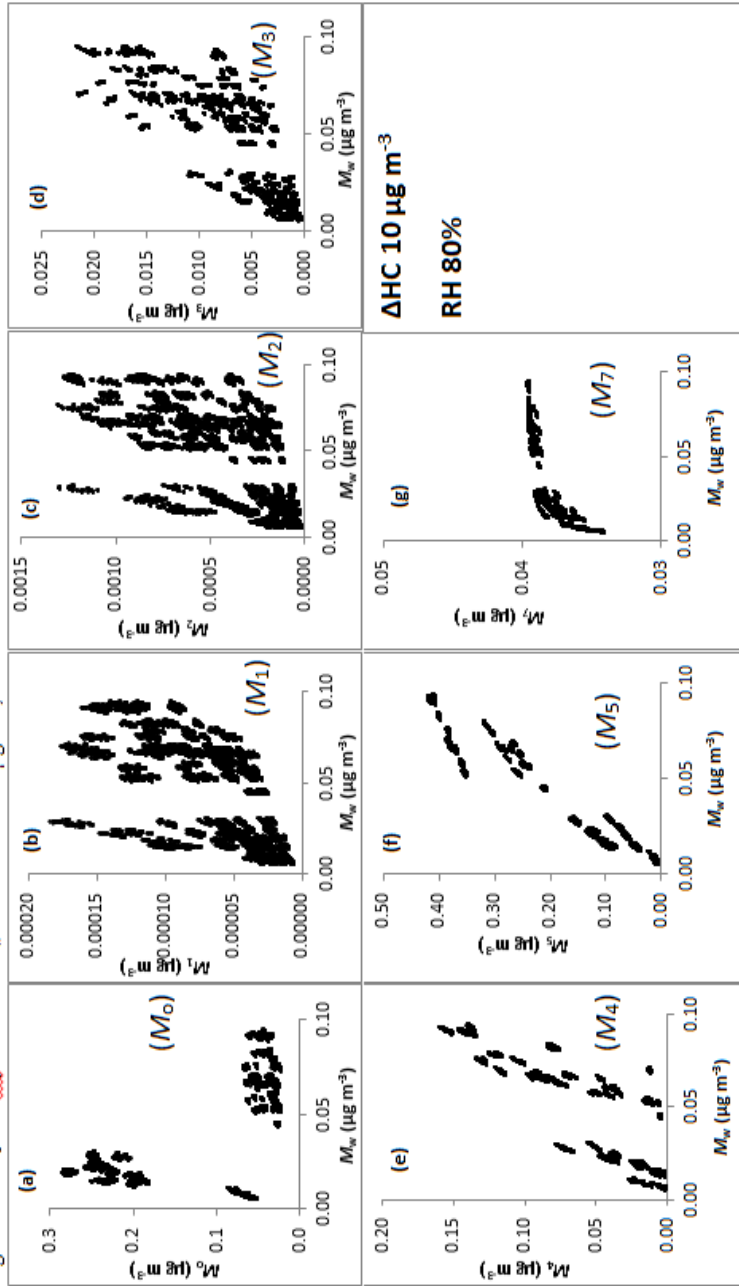 (a)
(M₀)
M₀ (µg m⁻³)
0.3
0.2
0.1
0.0
0.00 0.05 0.10
M_w (µg m⁻³)
(b)
(M₁)
M₁ (µg m⁻³)
0.00020
0.00015
0.00010
0.00005
0.00000
0.00 0.05 0.10
M_w (µg m⁻³)
(c)
(M₂)
M₂ (µg m⁻³)
0.0015
0.0010
0.0005
0.0000
0.00 0.05 0.10
M_w (µg m⁻³)
(d)
(M₃)
M₃ (µg m⁻³)
0.025
0.020
0.015
0.010
0.005
0.000
0.00 0.05 0.10
M_w (µg m⁻³)
(e)
(M₄)
M₄ (µg m⁻³)
0.20
0.15
0.10
0.05
0.00
0.00 0.05 0.10
M_w (µg m⁻³)
(f)
(M₅)
M₅ (µg m⁻³)
0.50
0.40
0.30
0.20
0.10
0.00
0.00 0.05 0.10
M_w (µg m⁻³)
(g)
(M₇)
M₇ (µg m⁻³)
0.05
0.04
0.03
0.00 0.05 0.10
M_w (µg m⁻³)
ΔHC 10 µg m⁻³
RH 80%